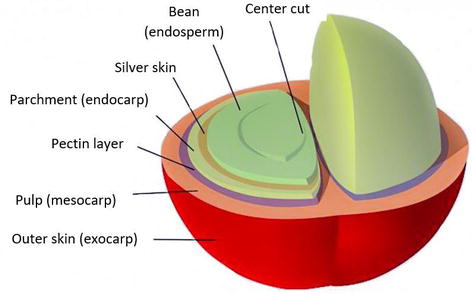 Bean
(endosperm)
Center cut
Silver skin
Parchment (endocarp)
Pectin layer
Pulp (mesocarp)
Outer skin (exocarp)